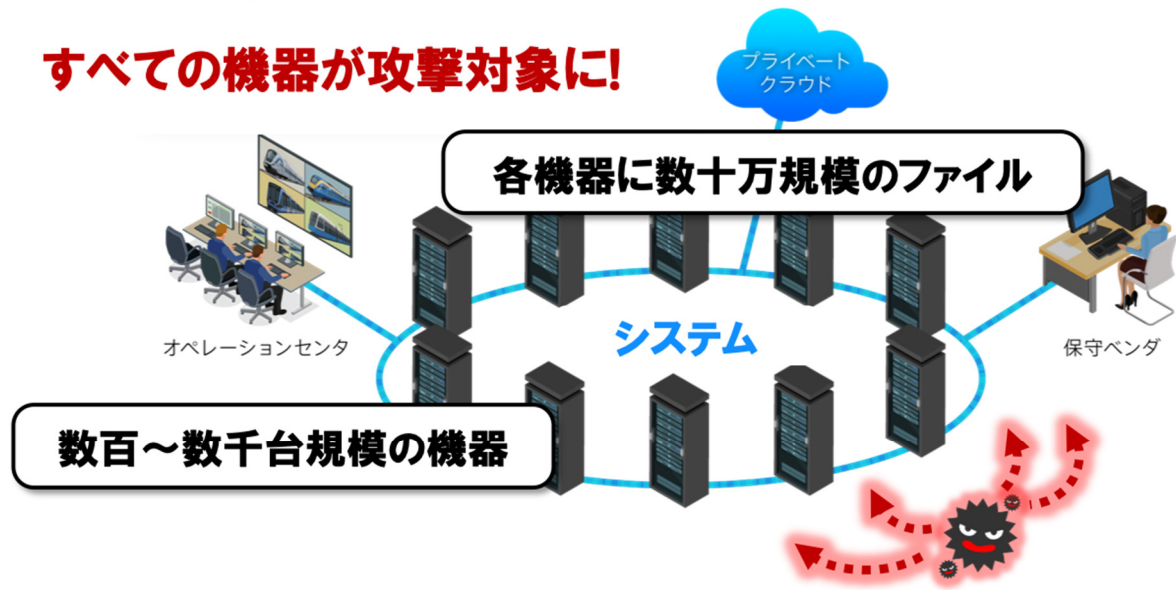 すべての機器が攻撃対象に!
プライベート
クラウド
各機器に数十万規模のファイル
システム
オペレーションセンタ
保守ベンダ
数百～数千台規模の機器